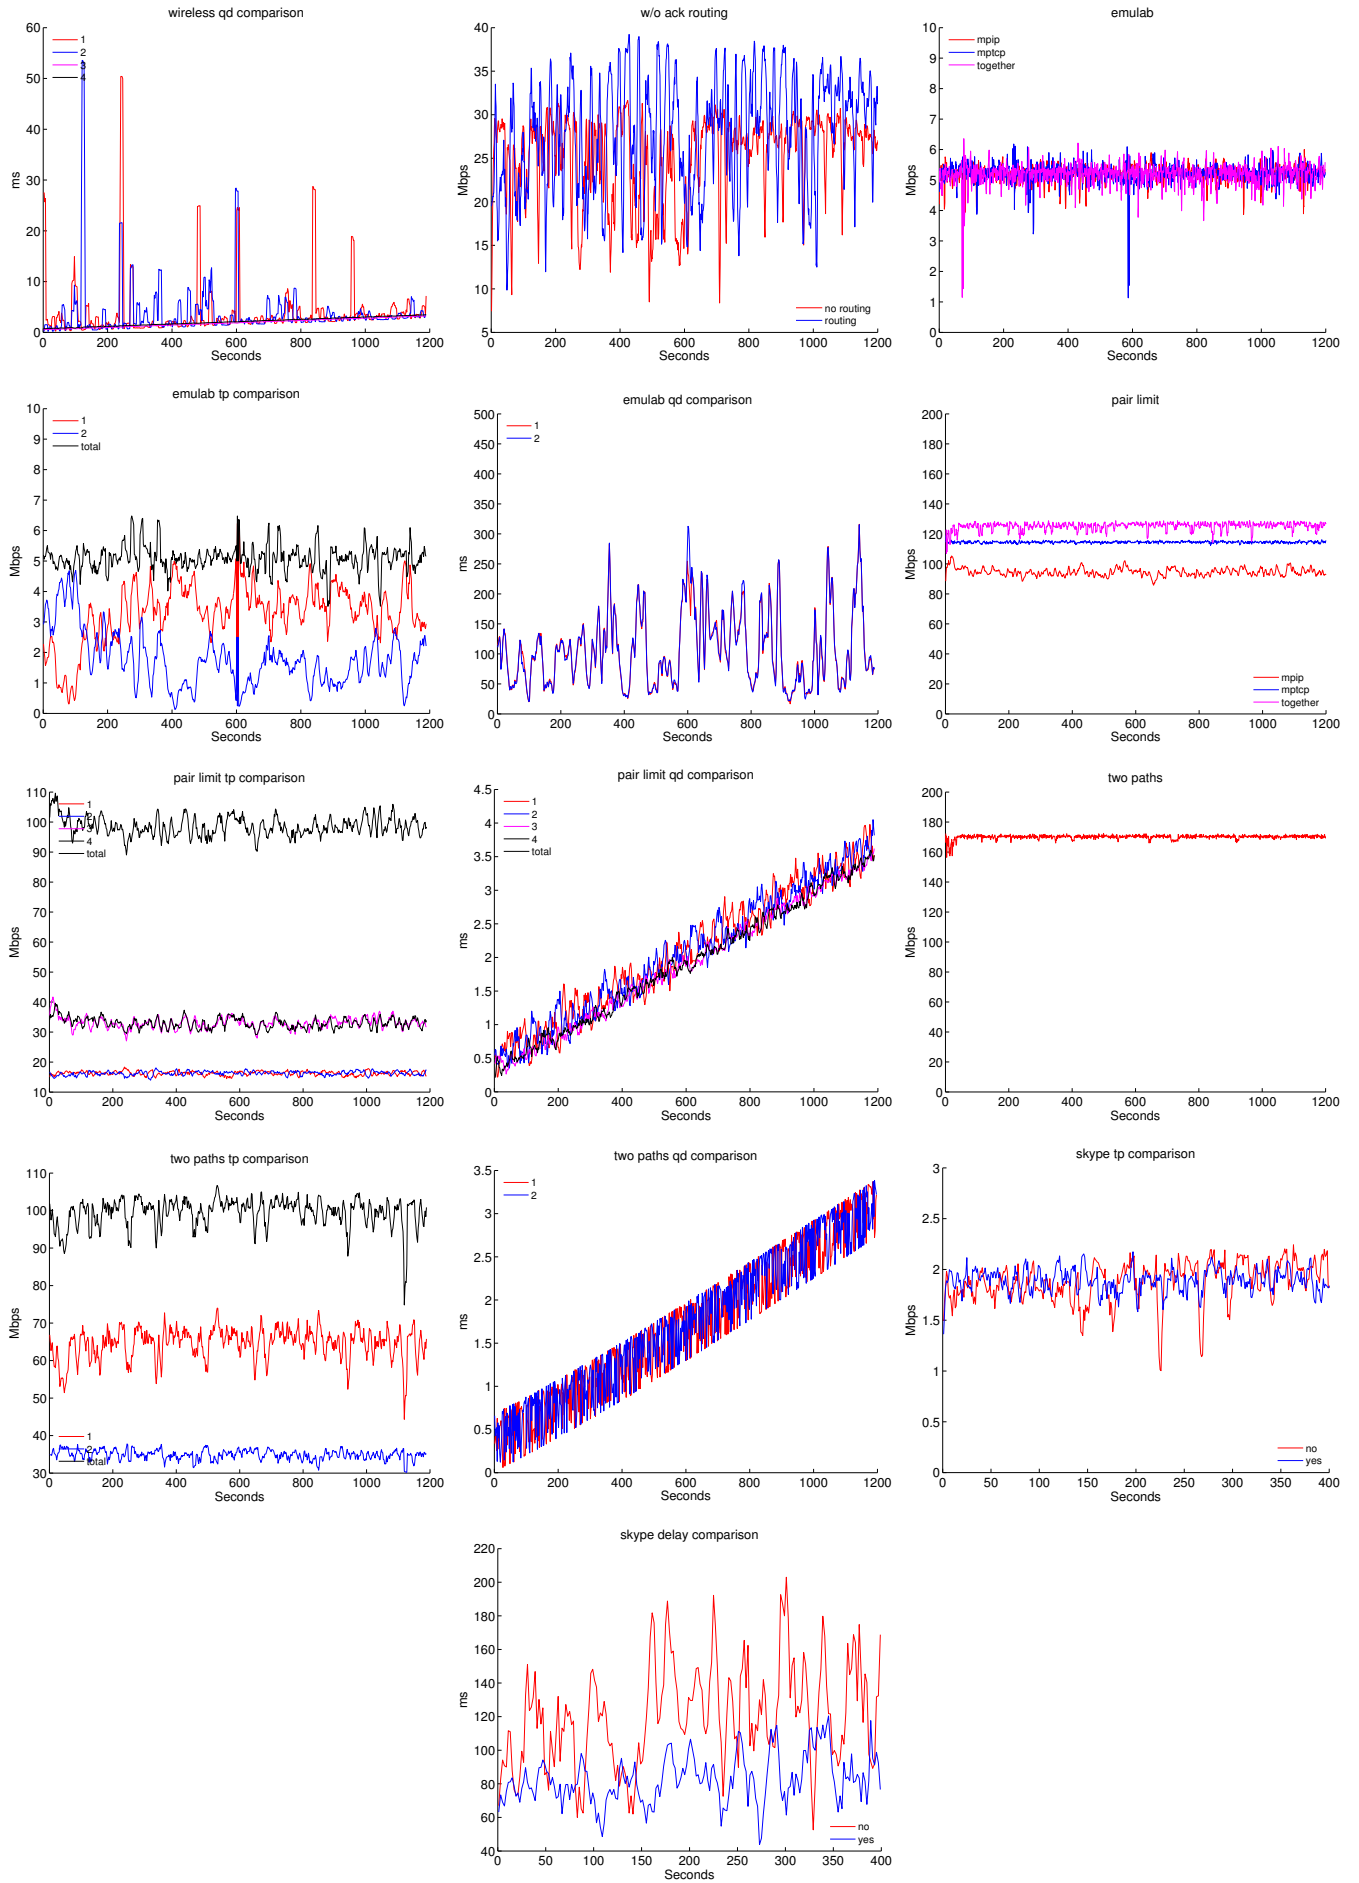 wireless qd comparison
60
50
40
30
20
10
0
ms
1
2
3
4
0 200 400 600 800 1000 1200
Seconds
w/o ack routing
40
35
30
25
20
15
10
5
Mbps
no routing
routing
0 200 400 600 800 1000 1200
Seconds
emulab
10
9
8
7
6
5
4
3
2
1
0
Mbps
mpip
mptcp
together
0 200 400 600 800 1000 1200
Seconds
emulab tp comparison
10
9
8
7
6
5
4
3
2
1
0
Mbps
1
2
total
0 200 400 600 800 1000 1200
Seconds
emulab qd comparison
500
450
400
350
300
250
200
150
100
50
0
ms
1
2
0 200 400 600 800 1000 1200
Seconds
pair limit
200
180
160
140
120
100
80
60
40
20
0
Mbps
mpip
mptcp
together
0 200 400 600 800 1000 1200
Seconds
pair limit tp comparison
110
100
90
80
70
60
50
40
30
20
10
Mbps
1
2
3
4
total
0 200 400 600 800 1000 1200
Seconds
pair limit qd comparison
4.5
4
3.5
3
2.5
2
1.5
1
0.5
0
ms
1
2
3
4
total
0 200 400 600 800 1000 1200
Seconds
two paths
200
180
160
140
120
100
80
60
40
20
0
Mbps
0 200 400 600 800 1000 1200
Seconds
two paths tp comparison
110
100
90
80
70
60
50
40
30
Mbps
1
2
total
0 200 400 600 800 1000 1200
Seconds
two paths qd comparison
3.5
3
2.5
2
1.5
1
0.5
0
ms
1
2
0 200 400 600 800 1000 1200
Seconds
skype tp comparison
3
2.5
2
1.5
1
0.5
0
Mbps
no
yes
0 50 100 150 200 250 300 350 400
Seconds
skype delay comparison
220
200
180
160
140
120
100
80
60
40
ms
no
yes
0 50 100 150 200 250 300 350 400
Seconds